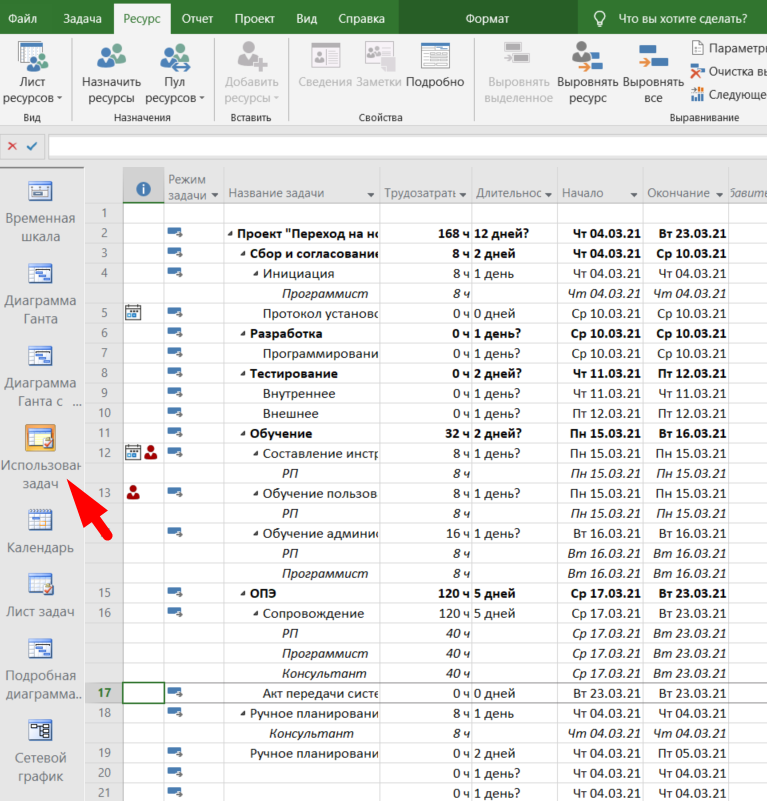 Файл Задача Ресурс Отчет Проект Вид Справка Формат Что вы хотите сделать?
Лист ресурсов
Назначить ресурсы
Пул ресурсов
Добавить ресурсы
Сведения Заметки Подробно
Выровнять выделенное
Выровнять ресурс
Выровнять все
Параметры
Очистка вы
Следующе
Вид Назначения Вставить Свойства Выравнивание
Временная
шкала
Диаграмма
Ганта
Диаграмма
Ганта с ...
Использован
задач
Календарь
Лист задач
Подробная
диаграмма..
Сетевой
график
Режим задачи Название задачи Трудозатраты Длительнос Начало Окончание
1
2 Проект "Переход на но 168 ч 12 дней? Чт 04.03.21 Вт 23.03.21
3 Сбор и согласование 8 ч 2 дней Чт 04.03.21 Ср 10.03.21
4 Инициация 8 ч 1 день Чт 04.03.21 Чт 04.03.21
Программист 8 ч Чт 04.03.21 Чт 04.03.21
5 Протокол установо 0 ч 0 дней Ср 10.03.21 Ср 10.03.21
6 Разработка 0 ч 1 день? Ср 10.03.21 Ср 10.03.21
7 Программировани 0 ч 1 день? Ср 10.03.21 Ср 10.03.21
8 Тестирование 0 ч 2 дней? Чт 11.03.21 Пт 12.03.21
9 Внутреннее 0 ч 1 день? Чт 11.03.21 Чт 11.03.21
10 Внешнее 0 ч 1 день? Пт 12.03.21 Пт 12.03.21
11 Обучение 32 ч 2 дней? Пн 15.03.21 Вт 16.03.21
12 Составление инстр 8 ч 1 день? Пн 15.03.21 Пн 15.03.21
РП 8 ч Пн 15.03.21 Пн 15.03.21
13 Обучение пользов 8 ч 1 день? Пн 15.03.21 Пн 15.03.21
РП 8 ч Пн 15.03.21 Пн 15.03.21
Обучение админис 16 ч 1 день? Вт 16.03.21 Вт 16.03.21
РП 8 ч Вт 16.03.21 Вт 16.03.21
Программист 8 ч Вт 16.03.21 Вт 16.03.21
15 ОПЭ 120 ч 5 дней Ср 17.03.21 Вт 23.03.21
16 Сопровождение 120 ч 5 дней Ср 17.03.21 Вт 23.03.21
РП 40 ч Ср 17.03.21 Вт 23.03.21
Программист 40 ч Ср 17.03.21 Вт 23.03.21
Консультант 40 ч Ср 17.03.21 Вт 23.03.21
17 Акт передачи систе 0 ч 0 дней Вт 23.03.21 Вт 23.03.21
18 Ручное планировани 8 ч 1 день Чт 04.03.21 Чт 04.03.21
Консультант 8 ч Чт 04.03.21 Чт 04.03.21
19 Ручное планировани 0 ч 2 дней Чт 04.03.21 Пт 05.03.21
20 0 ч 1 день? Чт 04.03.21 Чт 04.03.21
21 0 ч 1 день? Чт 04.03.21 Чт 04.03.21